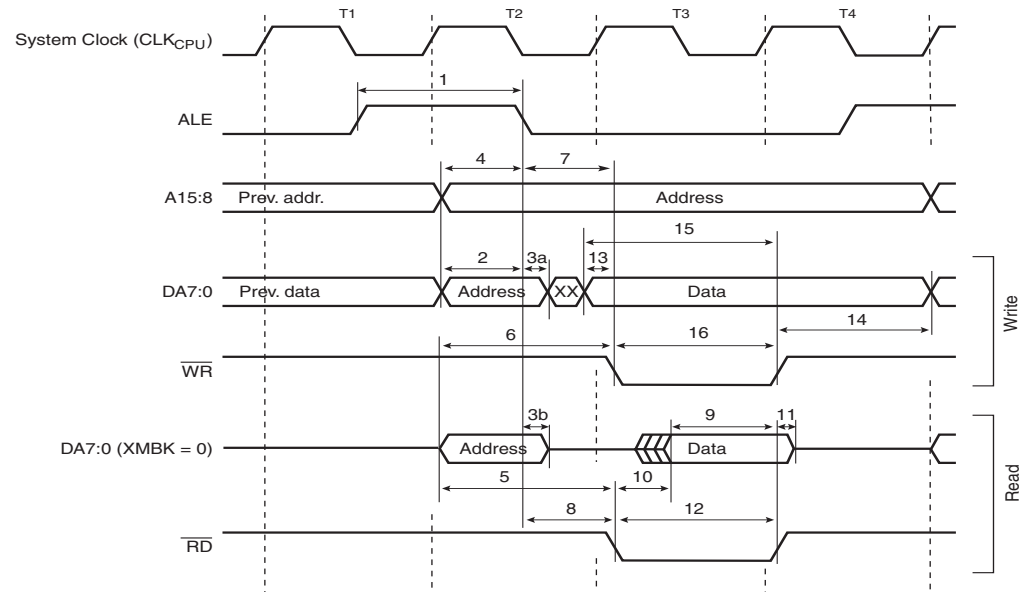 T1 T2 T3 T4
System Clock (CLKCPU)
1
ALE
4 7
A15:8 Prev. addr. Address
15
2 3a 13
DA7:0 Prev. data Address XX Data
14
6 16
WR
Write
3b 9 11
DA7:0 (XMBK = 0) Address Data
5 10
8 12
RD
Read